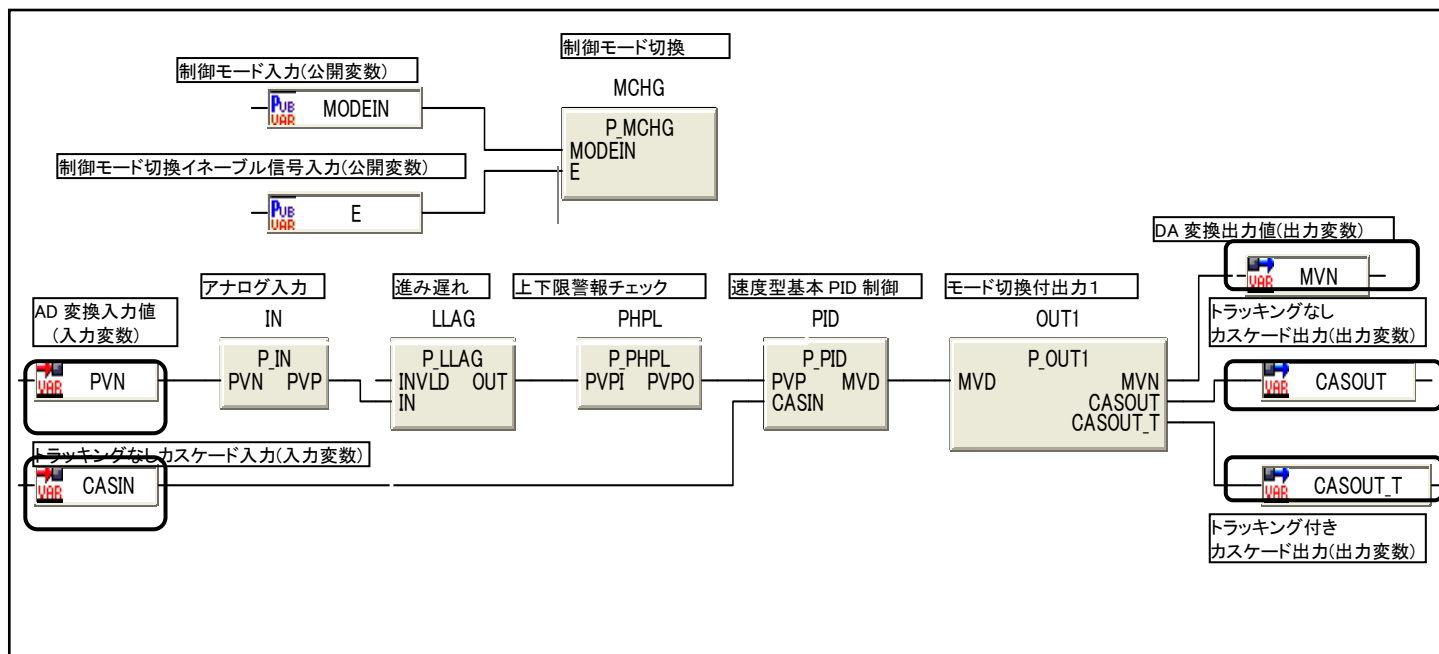 制御モード切換
制御モード入力(公開変数)
MCHG
PUB
VAR
MODEIN
P_MCHG
MODEIN
E
制御モード切換イネーブル信号入力(公開変数)
PUB
VAR
E
DA 変換出力値(出力変数)
VAR
MVN
AD 変換入力値
(入力変数)
アナログ入力
進み遅れ
上下限警報チェック
速度型基本 PID 制御
モード切換付出力1
トラッキングなし
カスケード出力(出力変数)
IN
LLAG
PHPL
PID
OUT1
VAR
PVN
P_IN
PVN PVP
P_LLAG
INVLD OUT
IN
P_PHPL
PVPI PVPO
P_PID
PVP MVD
CASIN
P_OUT1
MVD MVN
CASOUT
CASOUT_T
VAR
CASOUT
トラッキングなしカスケード入力(入力変数)
VAR
CASIN
VAR
CASOUT_T
トラッキング付き
カスケード出力(出力変数)